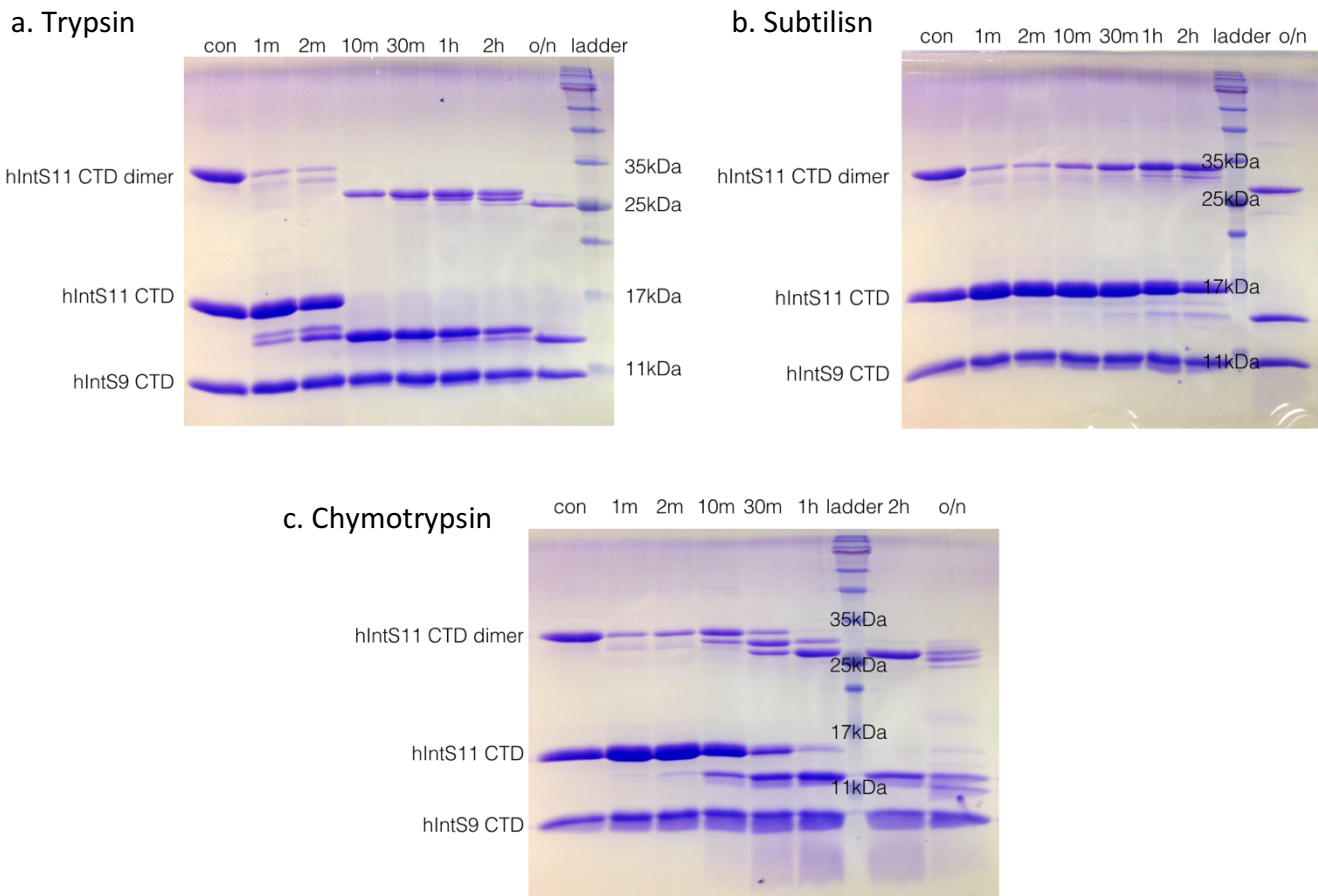 a. Trypsin
con 1m 2m 10m 30m 1h 2h o/n ladder
hIntS11 CTD dimer
35kDa
25kDa
hIntS11 CTD
17kDa
hIntS9 CTD
11kDa
b. Subtilisn
con 1m 2m 10m 30m 1h 2h ladder o/n
hIntS11 CTD dimer
35kDa
25kDa
hIntS11 CTD
17kDa
hIntS9 CTD
11kDa
c. Chymotrypsin
con 1m 2m 10m 30m 1h ladder 2h o/n
hIntS11 CTD dimer
35kDa
25kDa
hIntS11 CTD
17kDa
11kDa
hIntS9 CTD